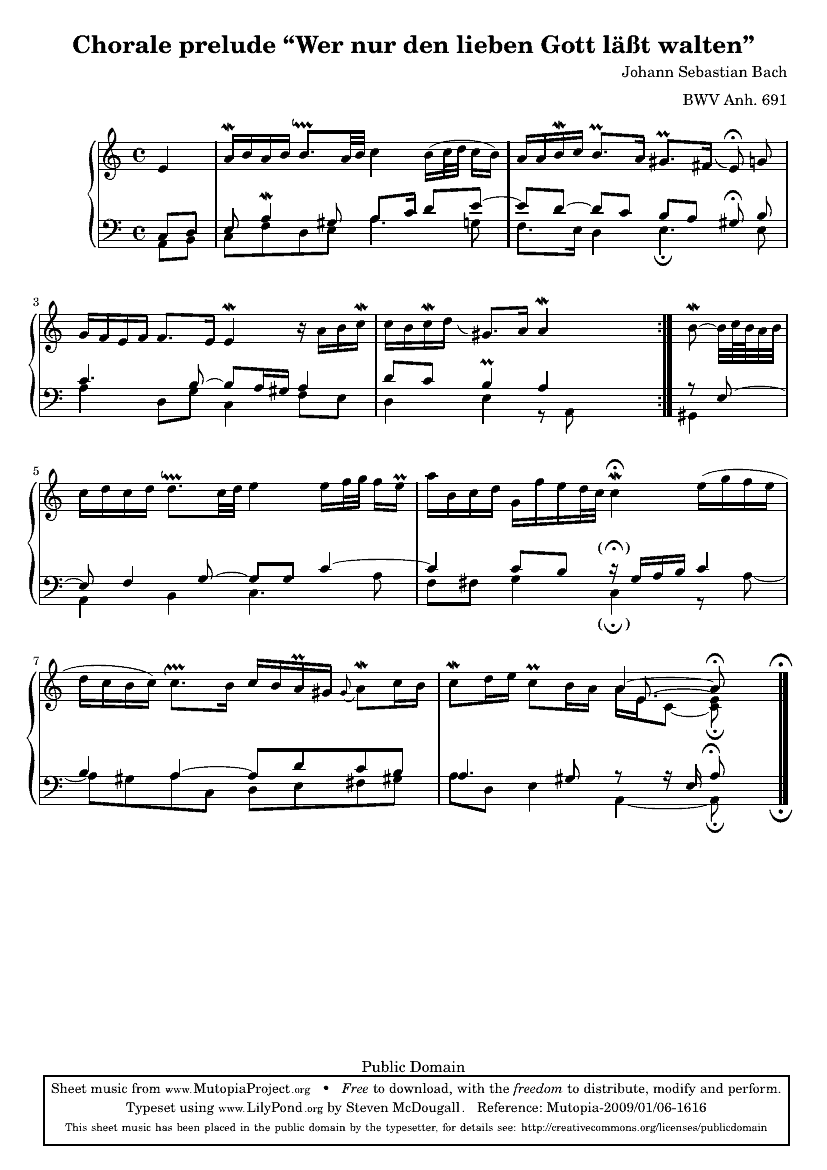 Chorale prelude “Wer nur den lieben Gott läßt walten”
Johann Sebastian Bach
BWV Anh. 691
3
5
7
Public Domain
Sheet music from www.MutopiaProject.org • Free to download, with the freedom to distribute, modify and perform.
Typeset using www.LilyPond.org by Steven McDougall. Reference: Mutopia-2009/01/06-1616
This sheet music has been placed in the public domain by the typesetter, for details see: http://creativecommons.org/licenses/publicdomain